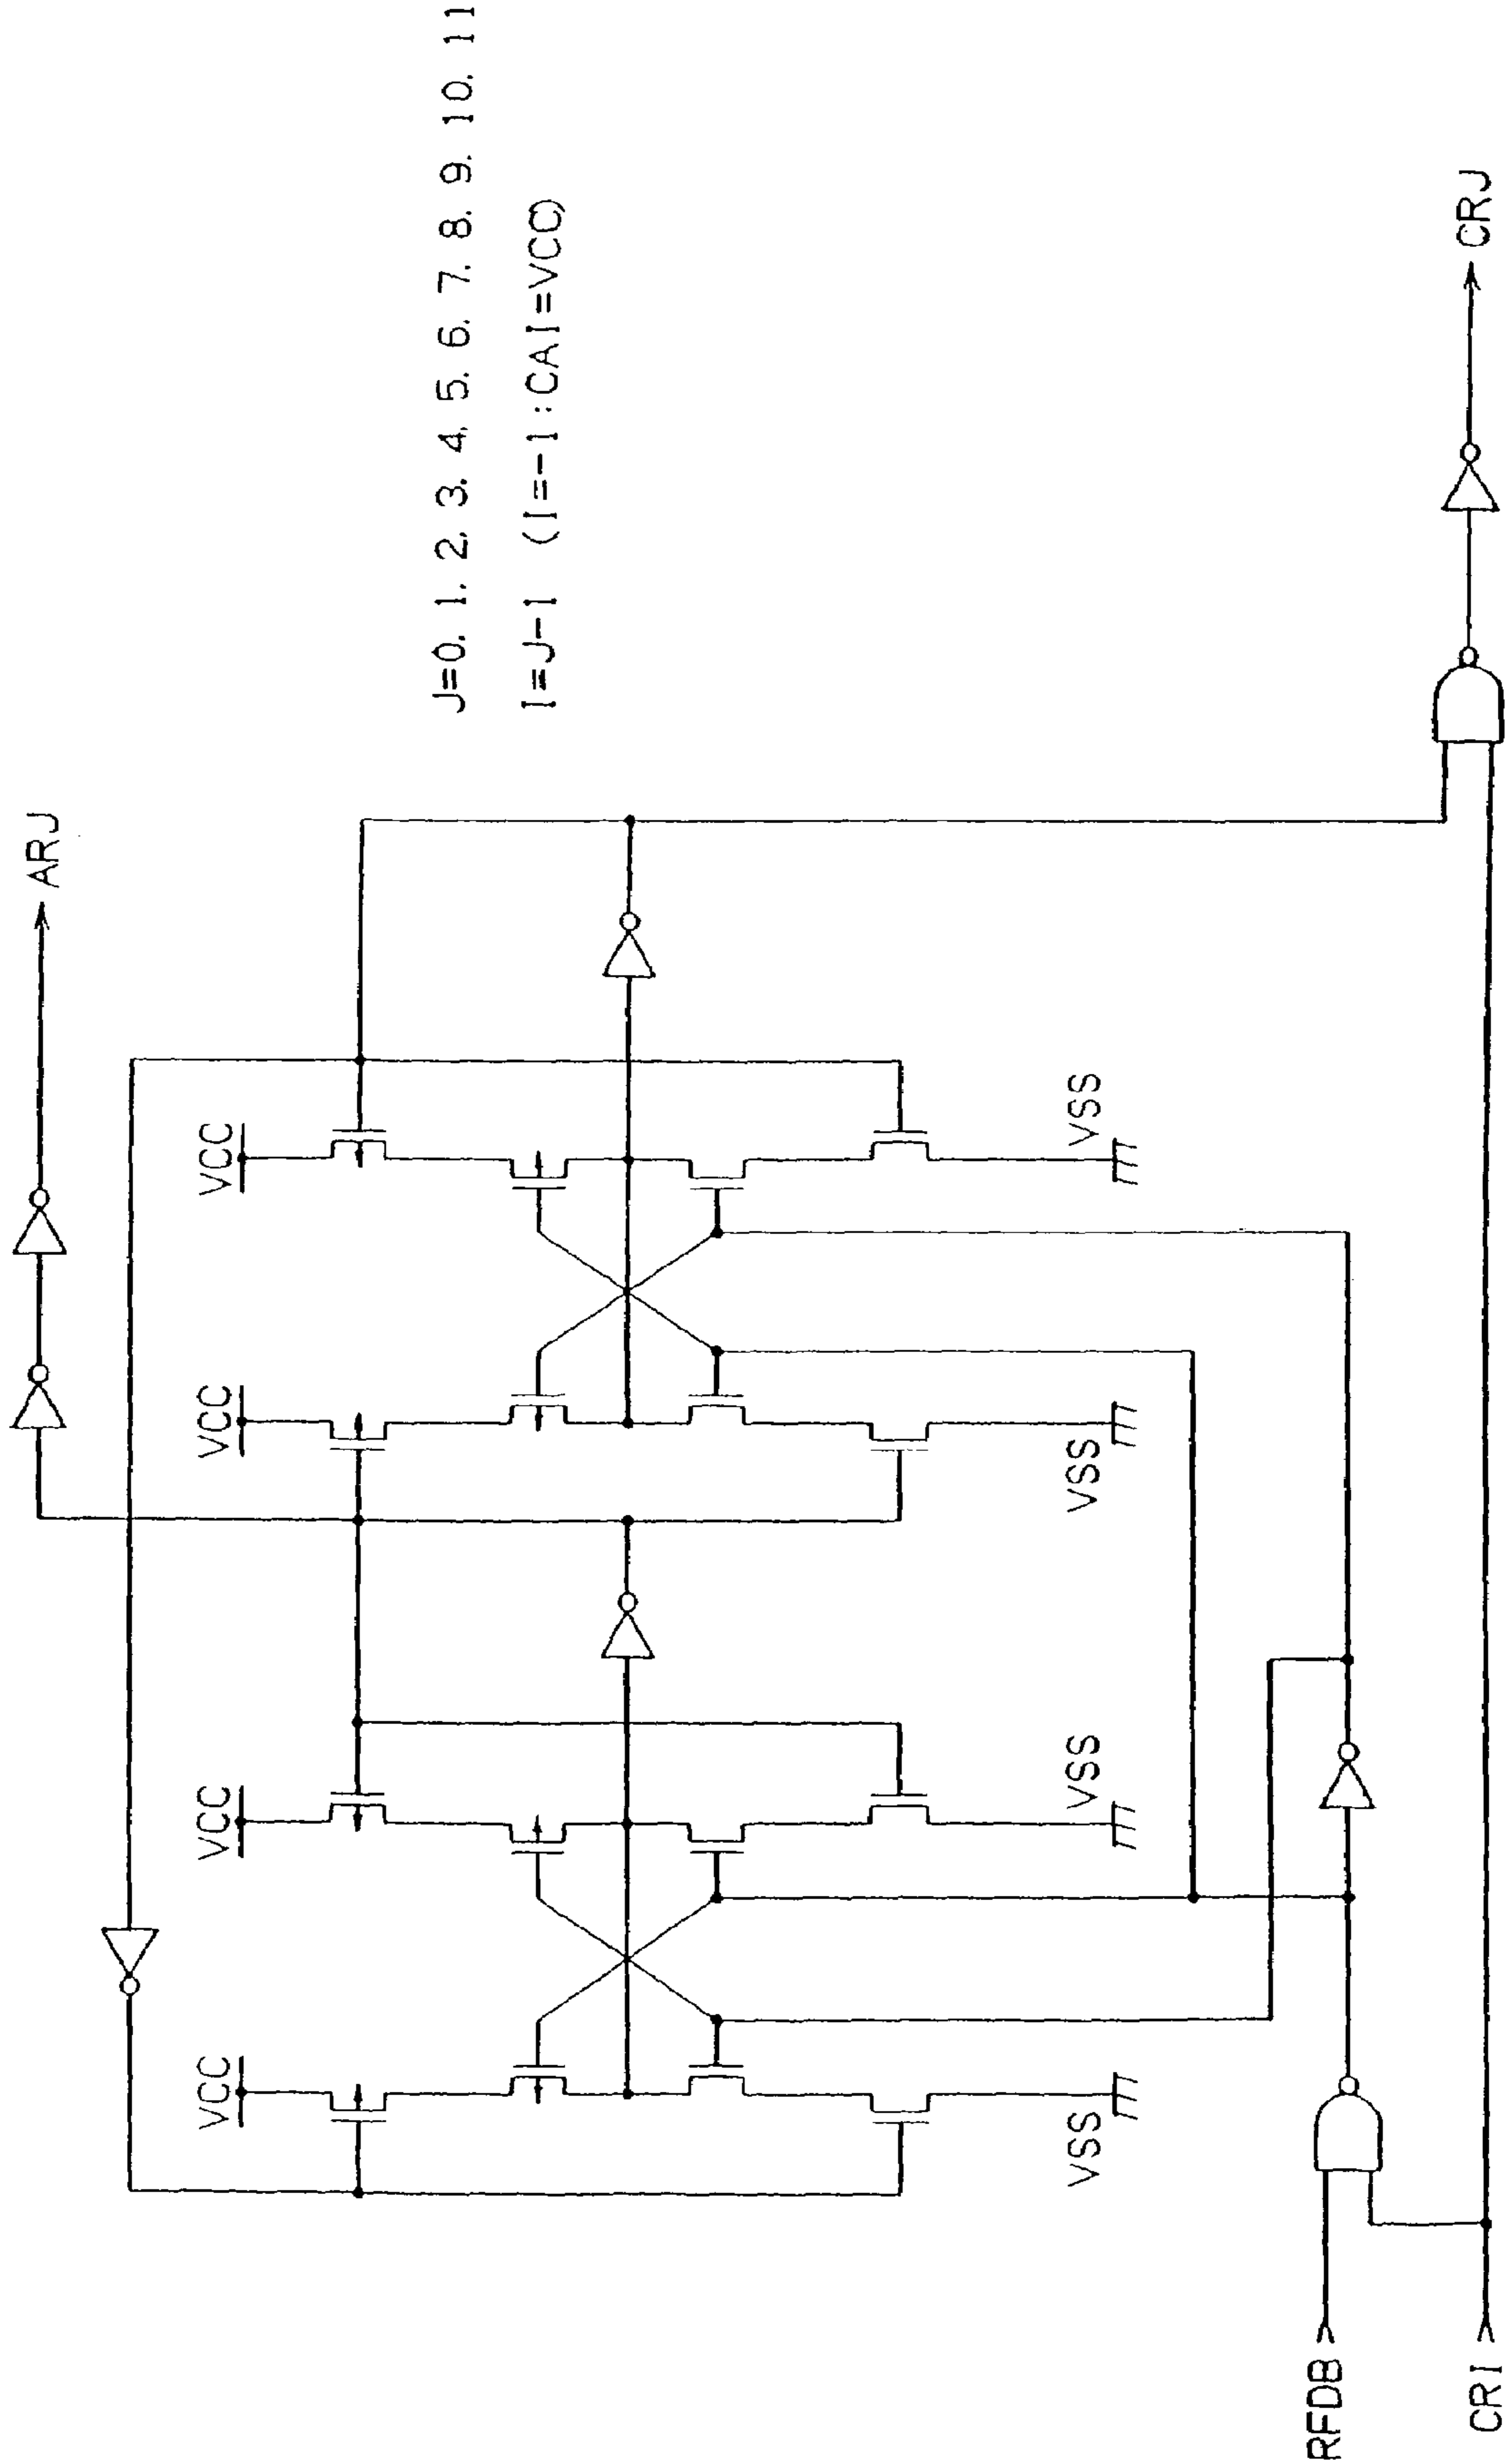 ARJ
J=0. 1. 2. 3. 4. 5. 6. 7. 8. 9. 10. 11
I=J-1 (I=-1:CAI=VCC)
VCC
VCC
VCC
VCC
VSS
VSS
VSS
VSS
RFDB
CRI
CRJ